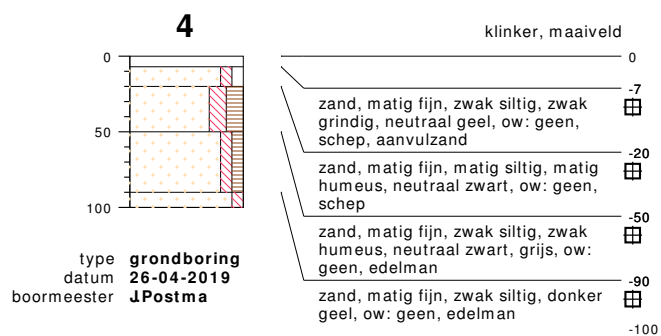 4
klinker, maaiveld
0
50
100
0
-7
zand, matig fijn, zwak siltig, zwak
grindig, neutraal geel, ow: geen,
schep, aanvulzand
-20
zand, matig fijn, matig siltig, matig
humeus, neutraal zwart, ow: geen,
schep
-50
zand, matig fijn, zwak siltig, zwak
humeus, neutraal zwart, grijs, ow:
geen, edelman
-90
zand, matig fijn, zwak siltig, donker
geel, ow: geen, edelman
-100
type grondboring
datum 26-04-2019
boormeester J.Postma